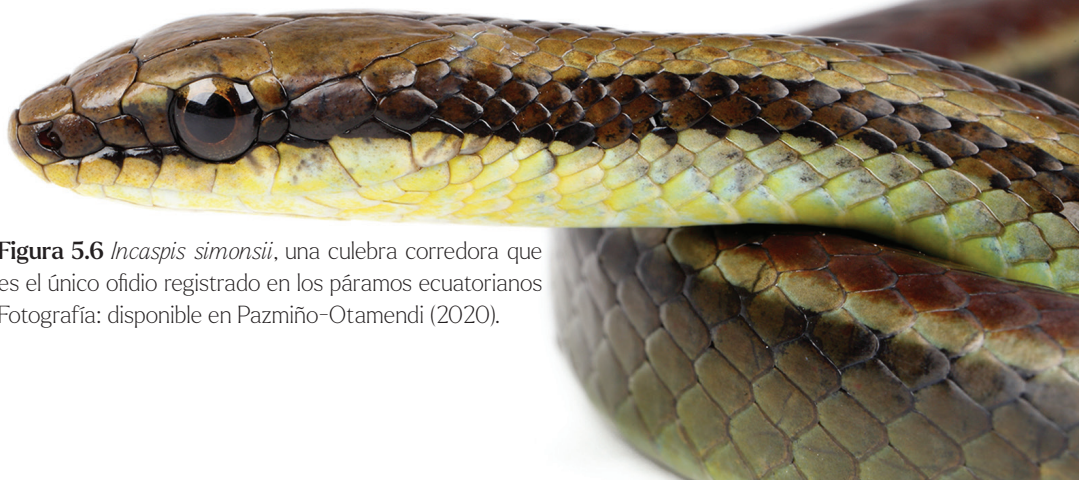 Figura 5.6 Incaspis simonsii, una culebra corredora que
es el único ofidio registrado en los páramos ecuatorianos
Fotografía: disponible en Pazmiño-Otamendi (2020).